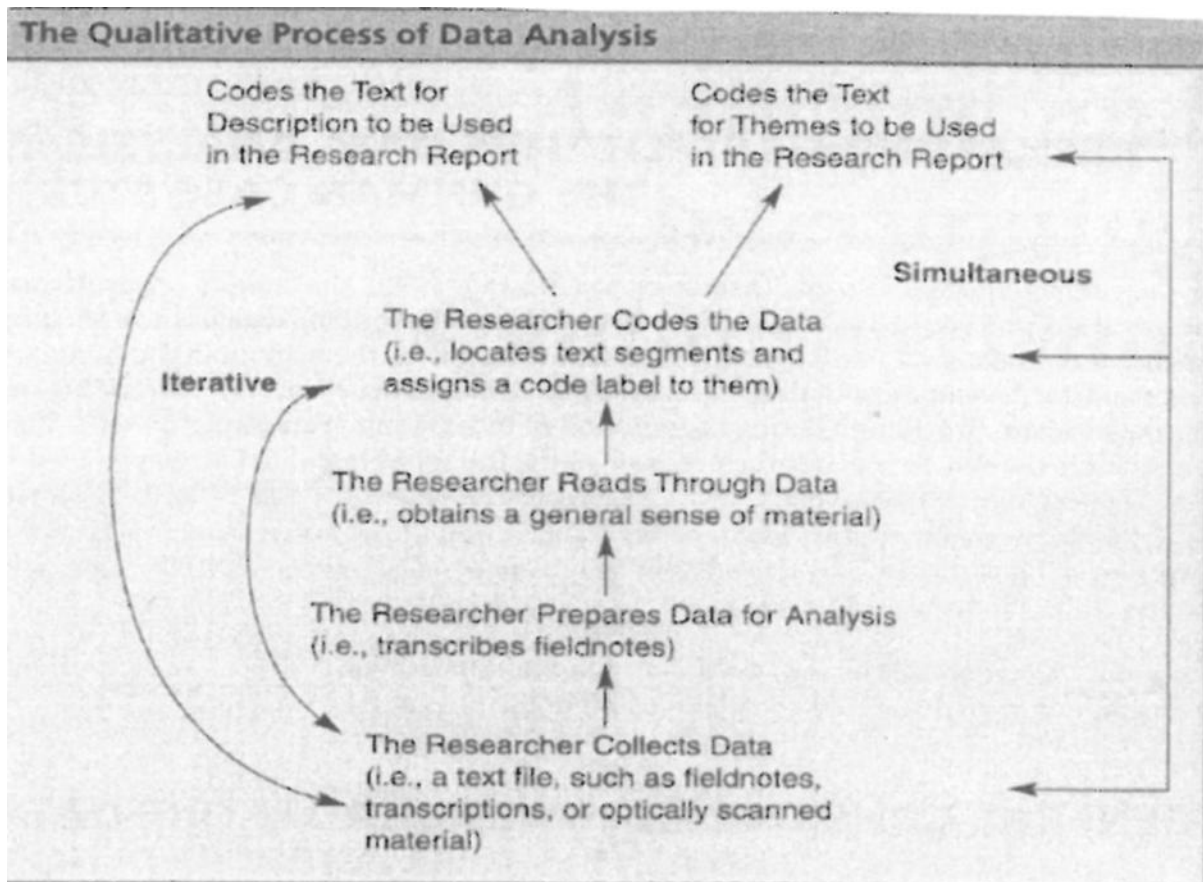 The Qualitative Process of Data Analysis
Codes the Text for
Description to be Used
in the Research Report
Codes the Text
for Themes to be Used
in the Research Report
Simultaneous
The Researcher Codes the Data
(i.e., locates text segments and
assigns a code label to them)
Iterative
The Researcher Reads Through Data
(i.e., obtains a general sense of material)
The Researcher Prepares Data for Analysis
(i.e., transcribes fieldnotes)
The Researcher Collects Data
(i.e., a text file, such as fieldnotes,
transcriptions, or optically scanned
material)